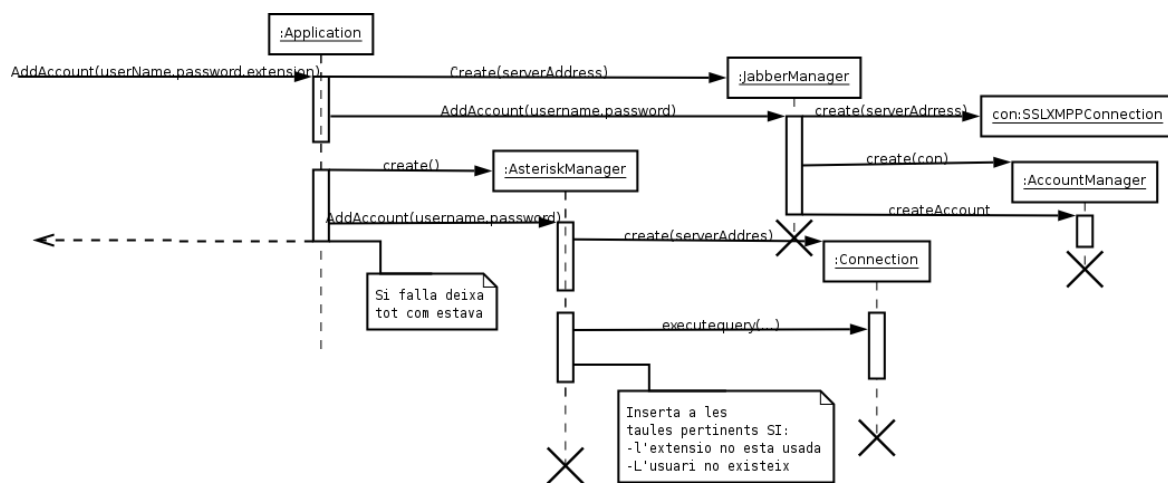 :Application
AddAccount(userName,password,extension)
Create(serverAddress)
:JabberManager
AddAccount(username,password)
create(serverAdrress)
con:SSLXMPPConnection
create()
:AsteriskManager
create(con)
:AccountManager
AddAccount(username,password)
createAccount
create(serverAddres)
:Connection
Si falla deixa
tot com estava
executequery(...)
Inserta a les
taules pertinents SI:
-l'extensio no esta usada
-L'usuari no existeix